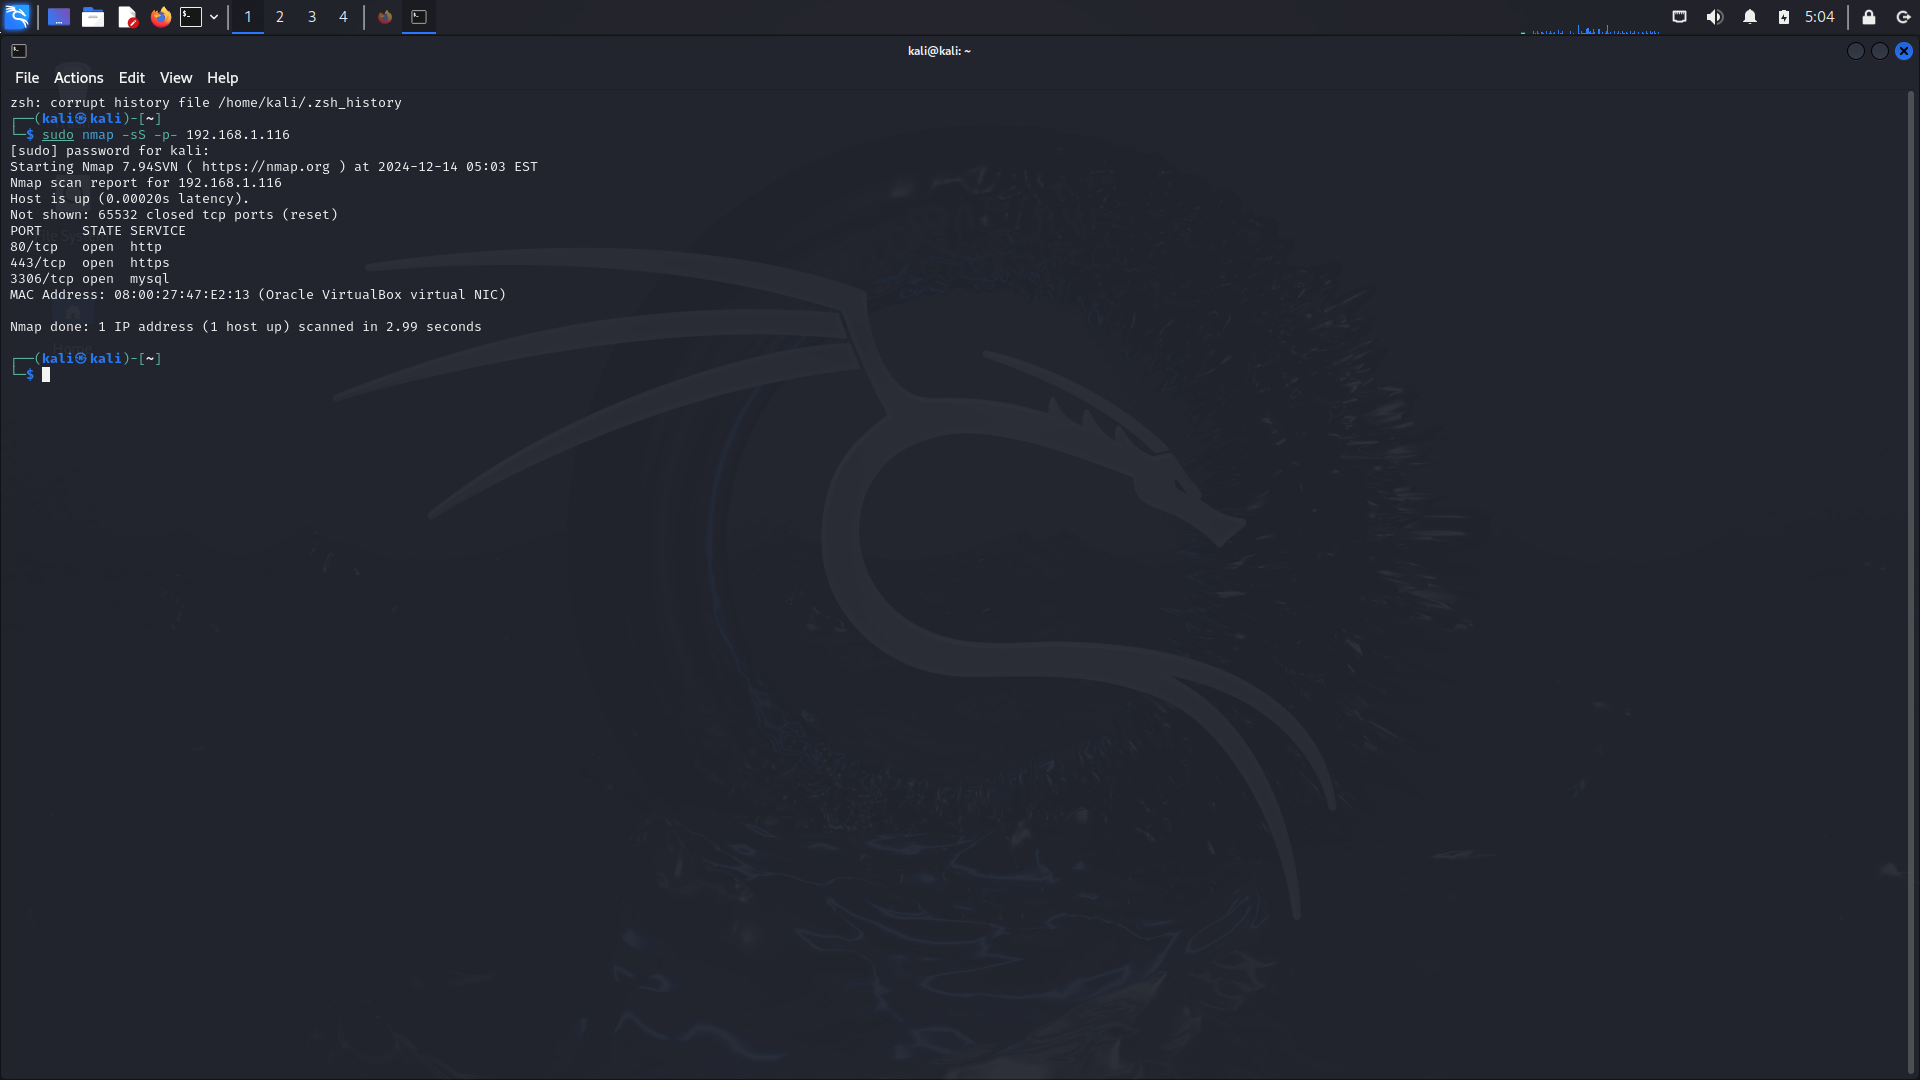 1 2 3 4 5:04
kali@kali: ~
File Actions Edit View Help
zsh: corrupt history file /home/kali/.zsh_history
┌──(kali㉿kali)-[~]
└─$ sudo nmap -sS -p- 192.168.1.116
[sudo] password for kali:
Starting Nmap 7.94SVN ( https://nmap.org ) at 2024-12-14 05:03 EST
Nmap scan report for 192.168.1.116
Host is up (0.00020s latency).
Not shown: 65532 closed tcp ports (reset)
PORT     STATE SERVICE
80/tcp   open  http
443/tcp  open  https
3306/tcp open  mysql
MAC Address: 08:00:27:47:E2:13 (Oracle VirtualBox virtual NIC)
Nmap done: 1 IP address (1 host up) scanned in 2.99 seconds
Home
┌──(kali㉿kali)-[~]
└─$